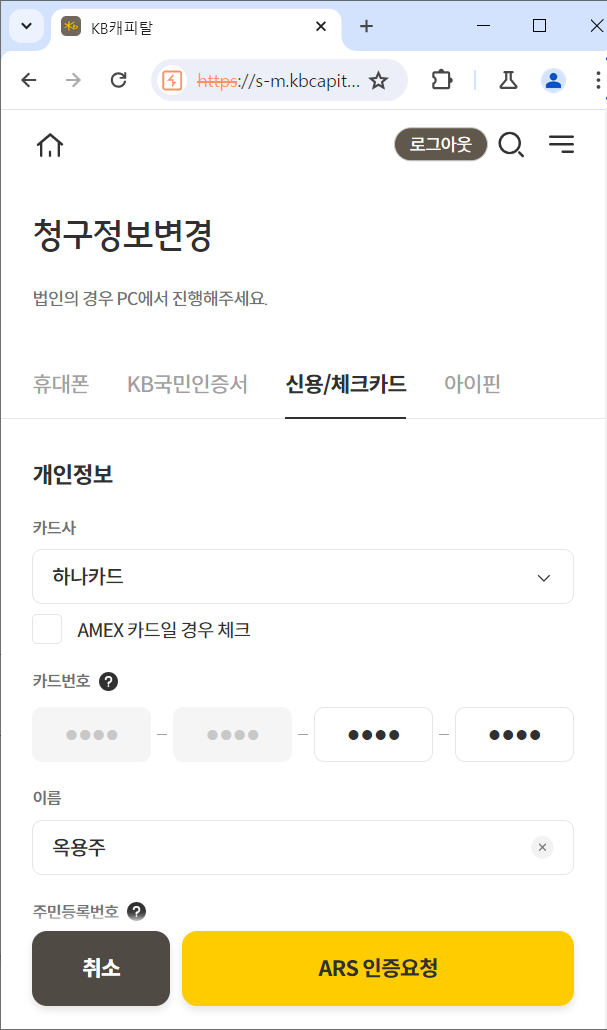 KB캐피탈
https://s-m.kbcapit...
로그아웃
청구정보변경
법인의 경우 PC에서 진행해주세요.
휴대폰 KB국민인증서 신용/체크카드 아이핀
개인정보
카드사
하나카드
AMEX 카드일 경우 체크
카드번호 ?
●●●● – ●●●● – ●●●● – ●●●●
이름
옥용주
주민등록번호 ?
취소 ARS 인증요청